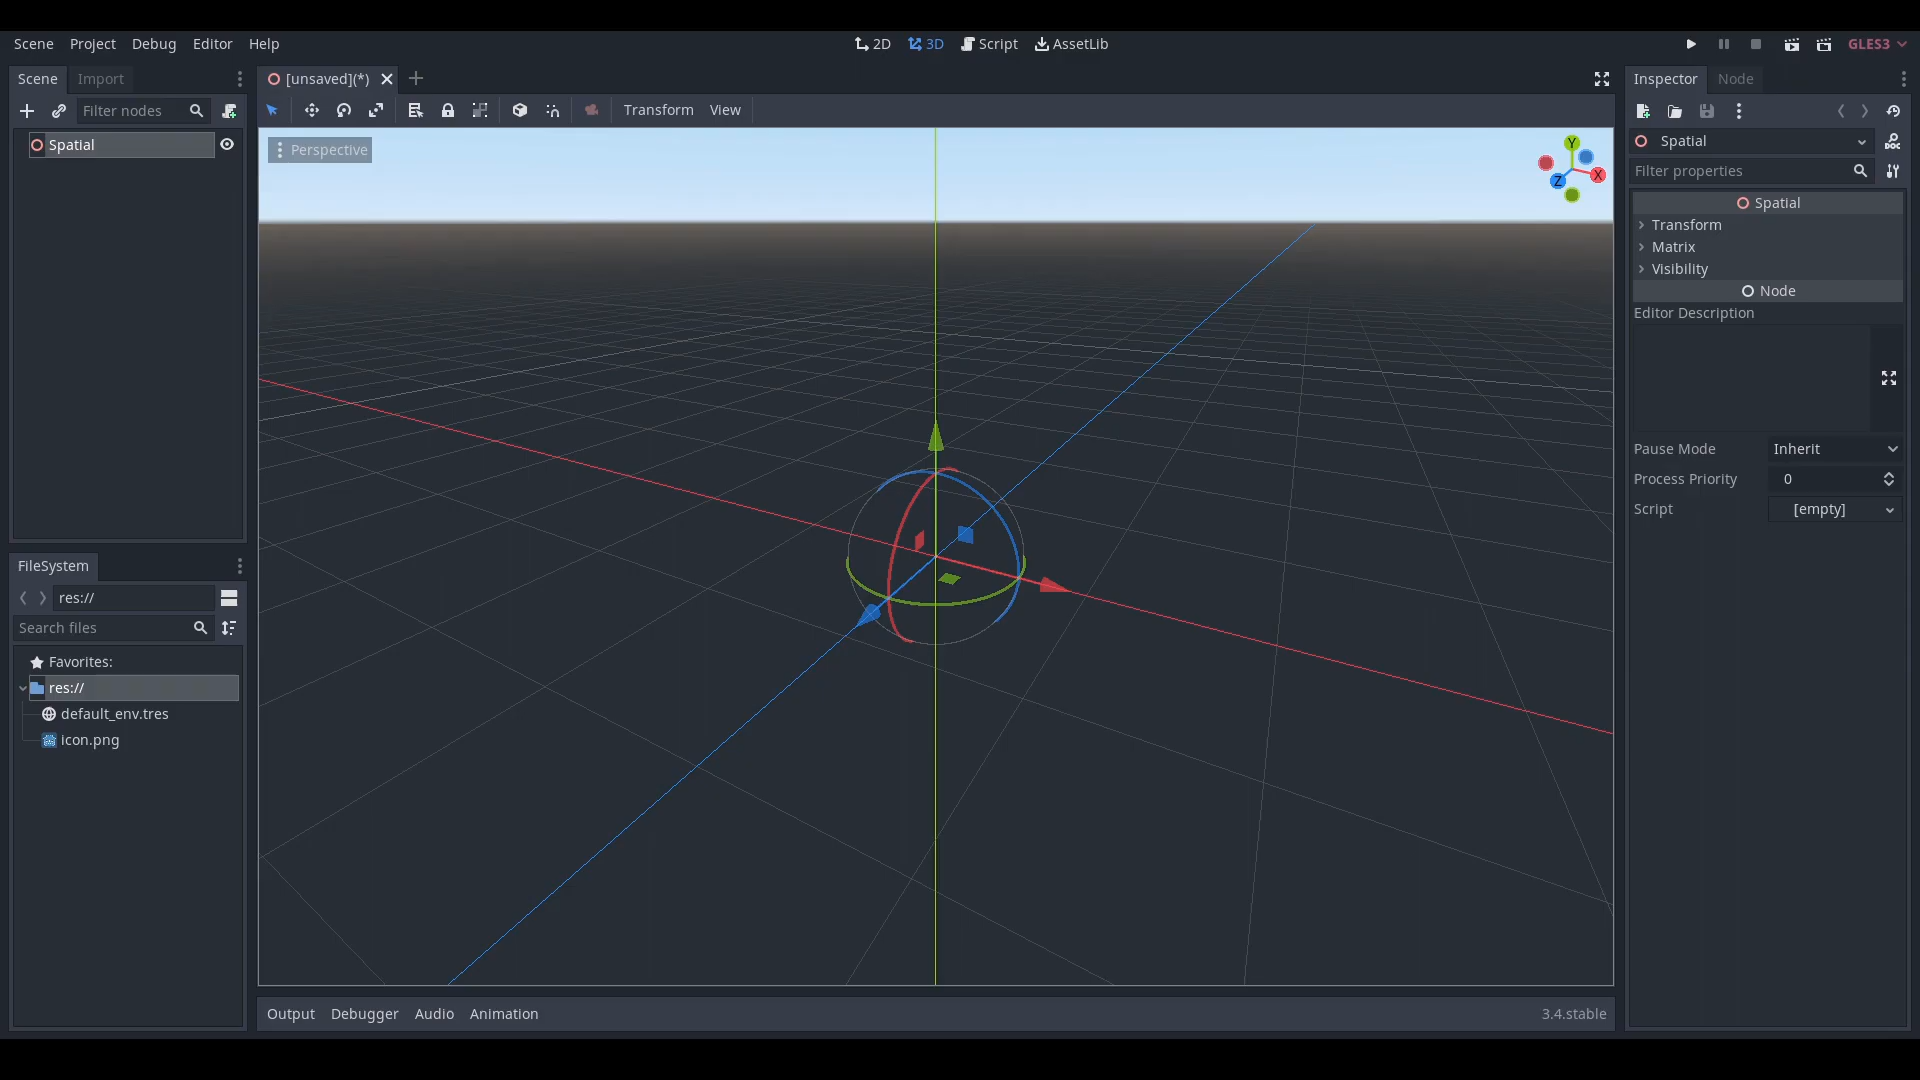 Scene Project Debug Editor Help
2D 3D Script AssetLib
GLES3
Scene Import
[unsaved](*)
Inspector Node
Filter nodes
Transform View
Spatial
Perspective
Y
X
Z
Spatial
Filter properties
Spatial
Transform
Matrix
Visibility
Node
Editor Description
Pause Mode Inherit
Process Priority 0
Script [empty]
FileSystem
res://
Search files
Favorites:
res://
default_env.tres
icon.png
Output Debugger Audio Animation
3.4.stable